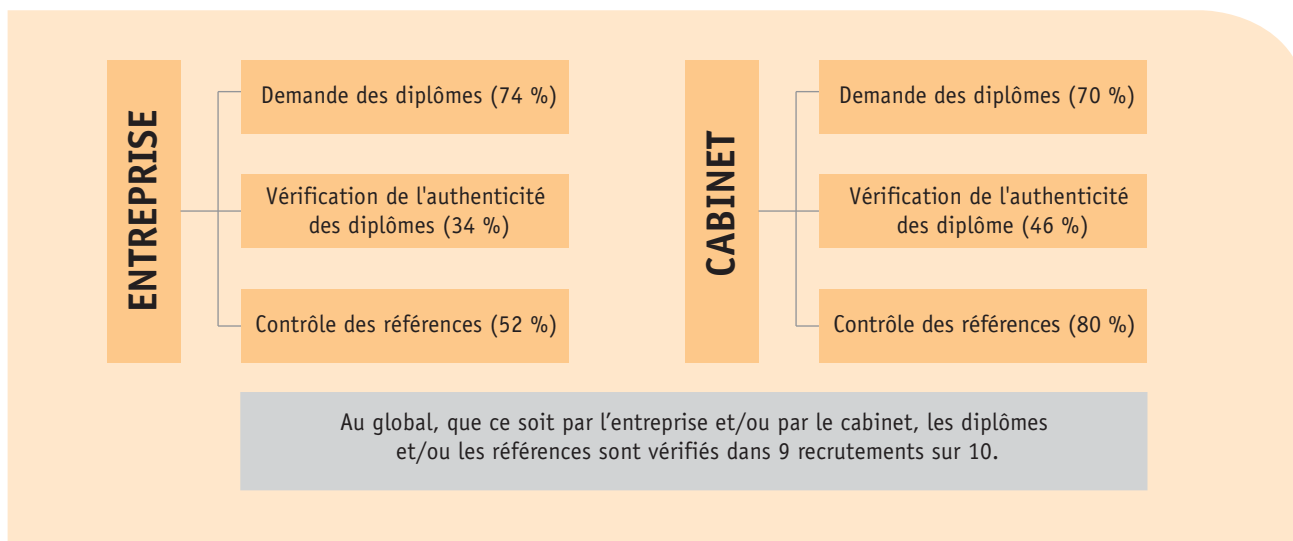 ENTREPRISE
Demande des diplômes (74 %)
Vérification de l'authenticité
des diplômes (34 %)
Contrôle des références (52 %)
CABINET
Demande des diplômes (70 %)
Vérification de l'authenticité
des diplôme (46 %)
Contrôle des références (80 %)
Au global, que ce soit par l’entreprise et/ou par le cabinet, les diplômes
et/ou les références sont vérifiés dans 9 recrutements sur 10.